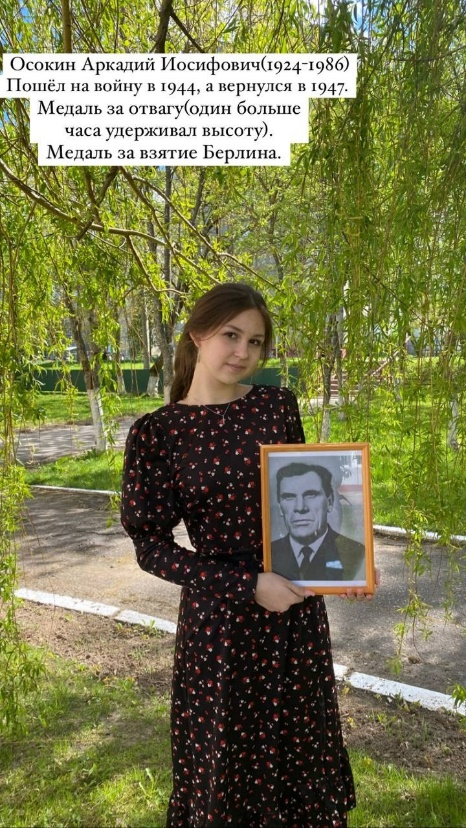 Осокин Аркадий Иосифович(1924-1986)
Пошёл на войну в 1944, а вернулся в 1947.
Медаль за отвагу(один больше
часа удерживал высоту).
Медаль за взятие Берлина.